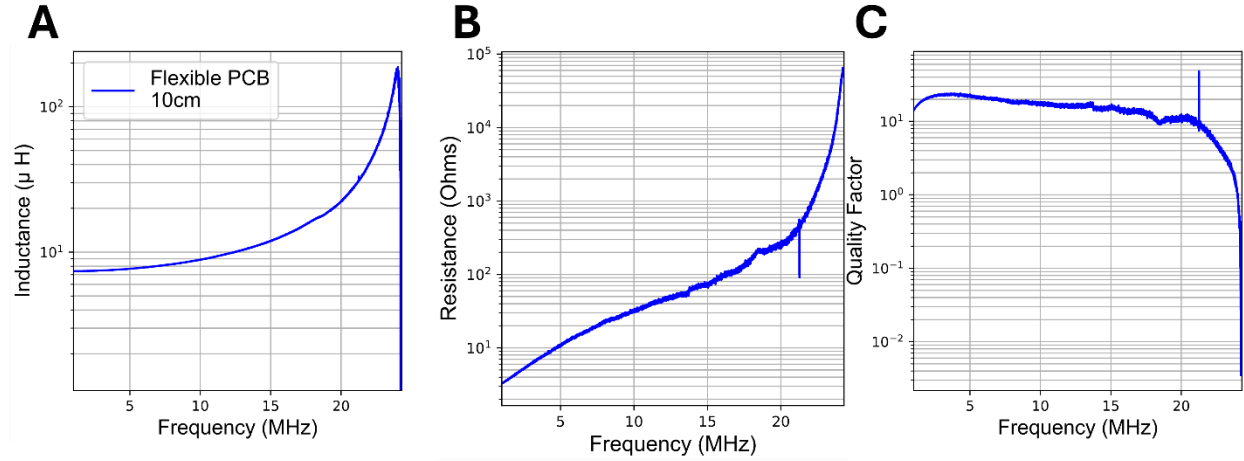 A
Inductance (μ H)
10²
10¹
Flexible PCB
10cm
5 10 15 20
Frequency (MHz)
B
Resistance (Ohms)
10⁵
10⁴
10³
10²
10¹
5 10 15 20
Frequency (MHz)
C
Quality Factor
10¹
10⁰
10⁻¹
10⁻²
5 10 15 20
Frequency (MHz)